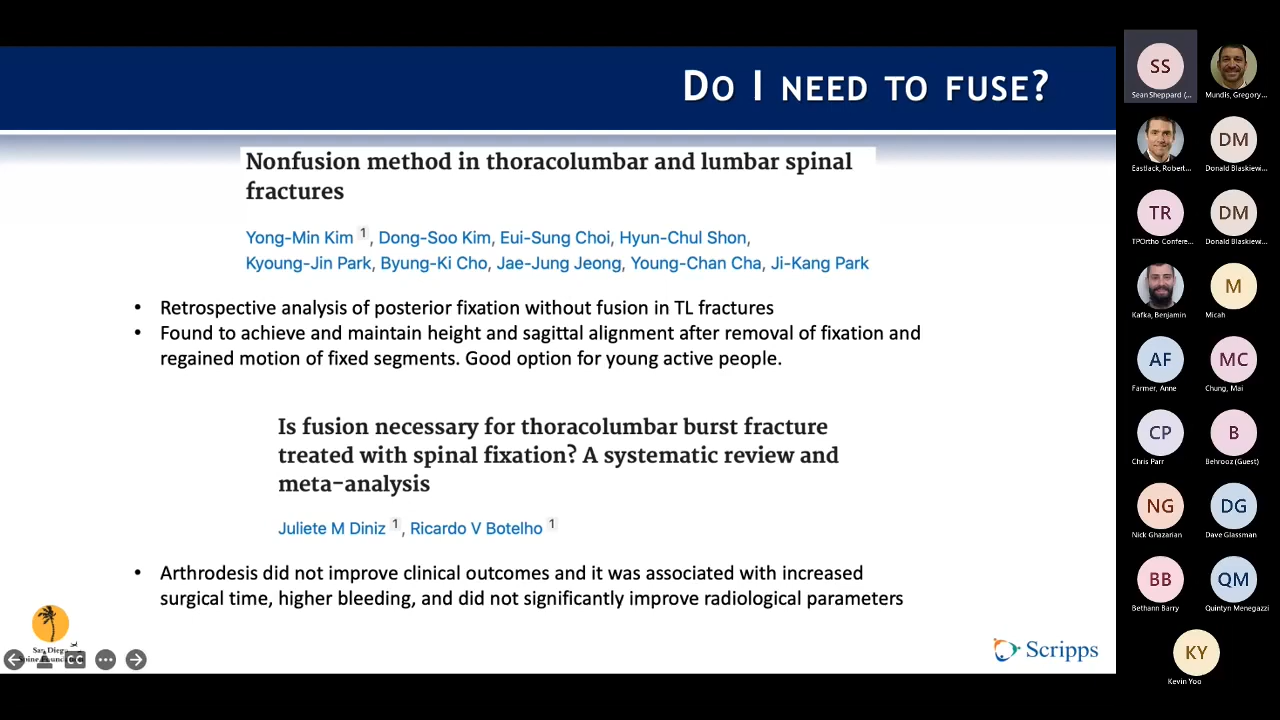 Do I need to fuse?
Nonfusion method in thoracolumbar and lumbar spinal
fractures
Yong-Min Kim 1, Dong-Soo Kim, Eui-Sung Choi, Hyun-Chul Shon,
Kyoung-Jin Park, Byung-Ki Cho, Jae-Jung Jeong, Young-Chan Cha, Ji-Kang Park
• Retrospective analysis of posterior fixation without fusion in TL fractures
• Found to achieve and maintain height and sagittal alignment after removal of fixation and
regained motion of fixed segments. Good option for young active people.
Is fusion necessary for thoracolumbar burst fracture
treated with spinal fixation? A systematic review and
meta-analysis
Juliete M Diniz 1, Ricardo V Botelho 1
• Arthrodesis did not improve clinical outcomes and it was associated with increased
surgical time, higher bleeding, and did not significantly improve radiological parameters
San Diego
CC
Scripps
SS
Sean Sheppard (...
Mundis, Gregory...
Eastlack, Robert...
DM
Donald Blaskiew...
TR
TPOrtho Confere...
DM
Donald Blaskiew...
Kafka, Benjamin
M
Micah
AF
Farmer, Anne
MC
Chung, Mai
CP
Chris Parr
B
Behrooz (Guest)
NG
Nick Ghazarian
DG
Dave Glassman
BB
Bethann Barry
QM
Quintyn Menegazzi
KY
Kevin Yoo